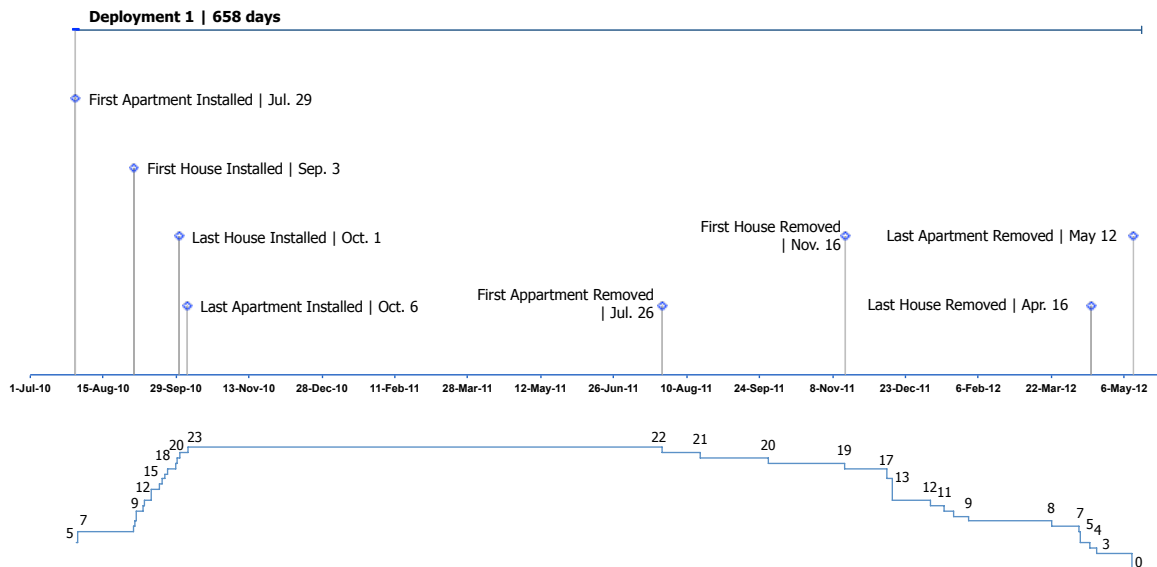 Deployment 1 | 658 days
First Apartment Installed | Jul. 29
First House Installed | Sep. 3
Last House Installed | Oct. 1
Last Apartment Installed | Oct. 6
First Appartment Removed
| Jul. 26
First House Removed
| Nov. 16
Last Apartment Removed | May 12
Last House Removed | Apr. 16
1-Jul-10 15-Aug-10 29-Sep-10 13-Nov-10 28-Dec-10 11-Feb-11 28-Mar-11 12-May-11 26-Jun-11 10-Aug-11 24-Sep-11 8-Nov-11 23-Dec-11 6-Feb-12 22-Mar-12 6-May-12
5 7 9 12 15 18 20 23 22 21 20 19 17 13 12 11 9 8 7 5 4 3 0